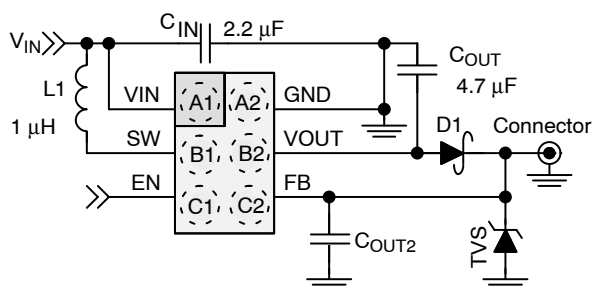 VIN
CIN 2.2 μF
COUT
4.7 μF
L1
1 μH
VIN
A1
A2
GND
SW
B1
B2
VOUT
D1
Connector
EN
C1
C2
FB
COUT2
TVS